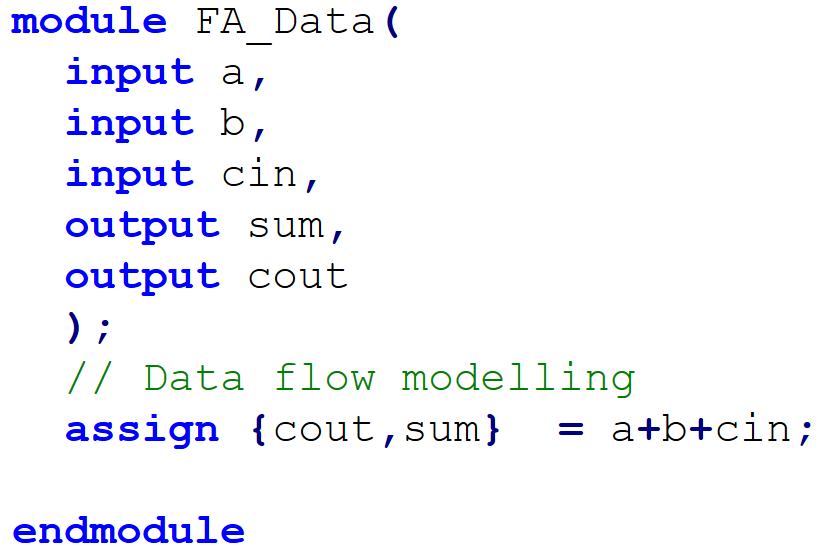 module FA_Data(
input a,
input b,
input cin,
output sum,
output cout
);
// Data flow modelling
assign {cout,sum}  = a+b+cin;
endmodule